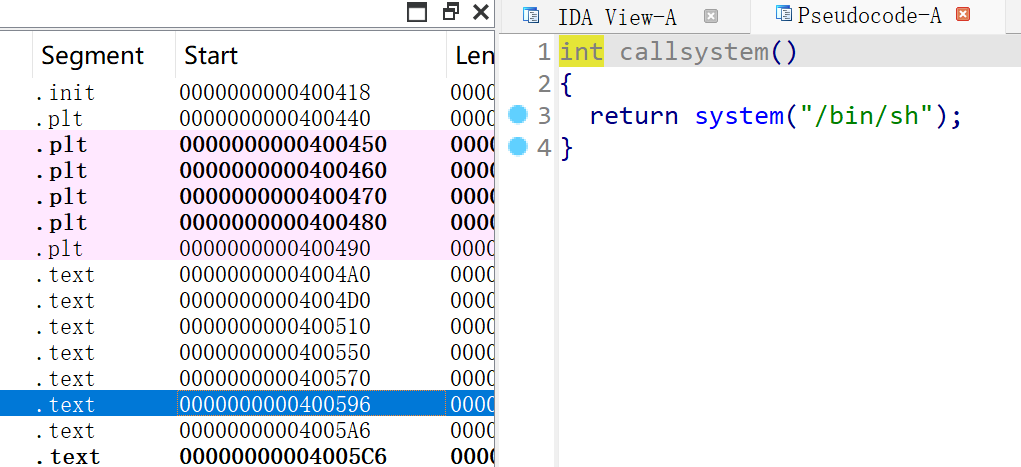 Segment Start Len
.init 0000000000400418 0000
.plt 0000000000400440 0000
.plt 0000000000400450 0000
.plt 0000000000400460 0000
.plt 0000000000400470 0000
.plt 0000000000400480 0000
.plt 0000000000400490 0000
.text 00000000004004A0 0000
.text 00000000004004D0 0000
.text 0000000000400510 0000
.text 0000000000400550 0000
.text 0000000000400570 0000
.text 0000000000400596 0000
.text 00000000004005A6 0000
.text 00000000004005C6 0000
IDA View-A Pseudocode-A
1 int callsystem()
2 {
3 return system("/bin/sh");
4 }